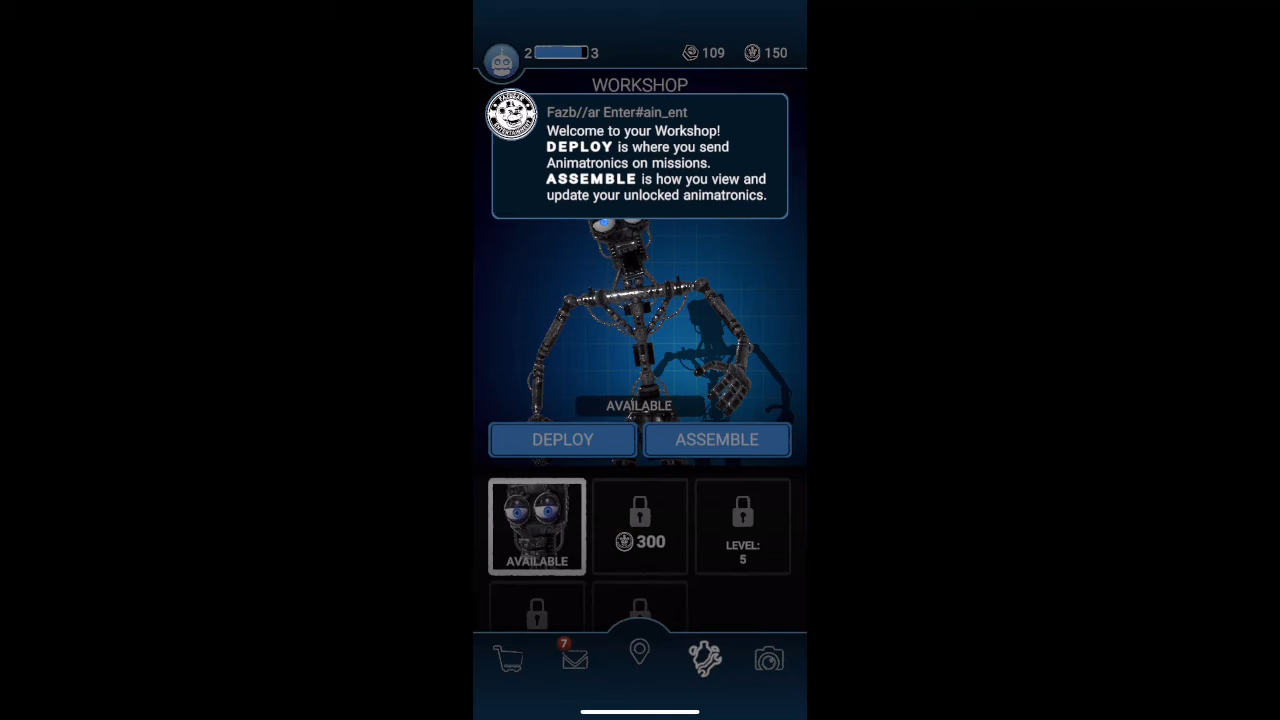 2 3 109 150
WORKSHOP
Fazb//ar Enter#ain_ent
Welcome to your Workshop!
DEPLOY is where you send
Animatronics on missions.
ASSEMBLE is how you view and
update your unlocked animatronics.
AVAILABLE
DEPLOY ASSEMBLE
AVAILABLE
300
LEVEL:
5
7